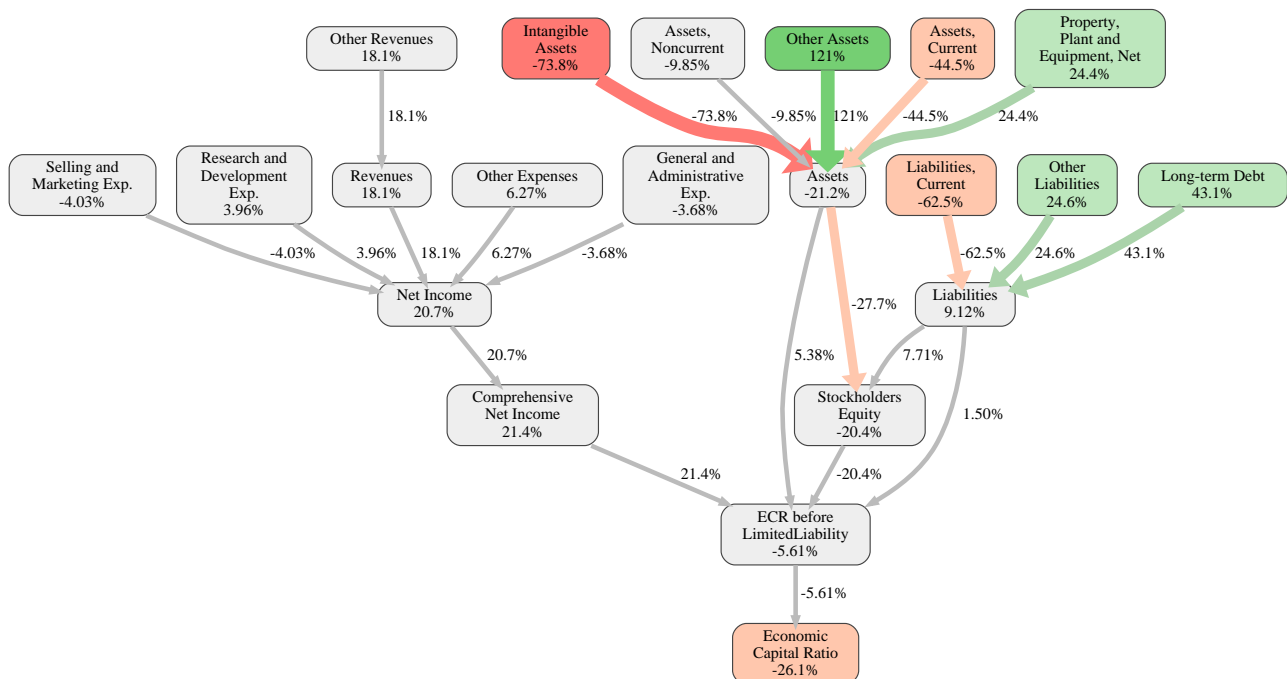 Other Revenues
18.1%
Intangible
Assets
-73.8%
Assets,
Noncurrent
-9.85%
Other Assets
121%
Assets,
Current
-44.5%
Property,
Plant and
Equipment, Net
24.4%
18.1%
-73.8%
-9.85%
121%
-44.5%
24.4%
Selling and
Marketing Exp.
-4.03%
Research and
Development
Exp.
3.96%
Revenues
18.1%
Other Expenses
6.27%
General and
Administrative
Exp.
-3.68%
Assets
-21.2%
Liabilities,
Current
-62.5%
Other
Liabilities
24.6%
Long-term Debt
43.1%
-4.03%
3.96%
18.1%
6.27%
-3.68%
-62.5%
24.6%
43.1%
Net Income
20.7%
-27.7%
Liabilities
9.12%
20.7%
5.38%
7.71%
Comprehensive
Net Income
21.4%
Stockholders
Equity
-20.4%
1.50%
21.4%
-20.4%
ECR before
LimitedLiability
-5.61%
-5.61%
Economic
Capital Ratio
-26.1%